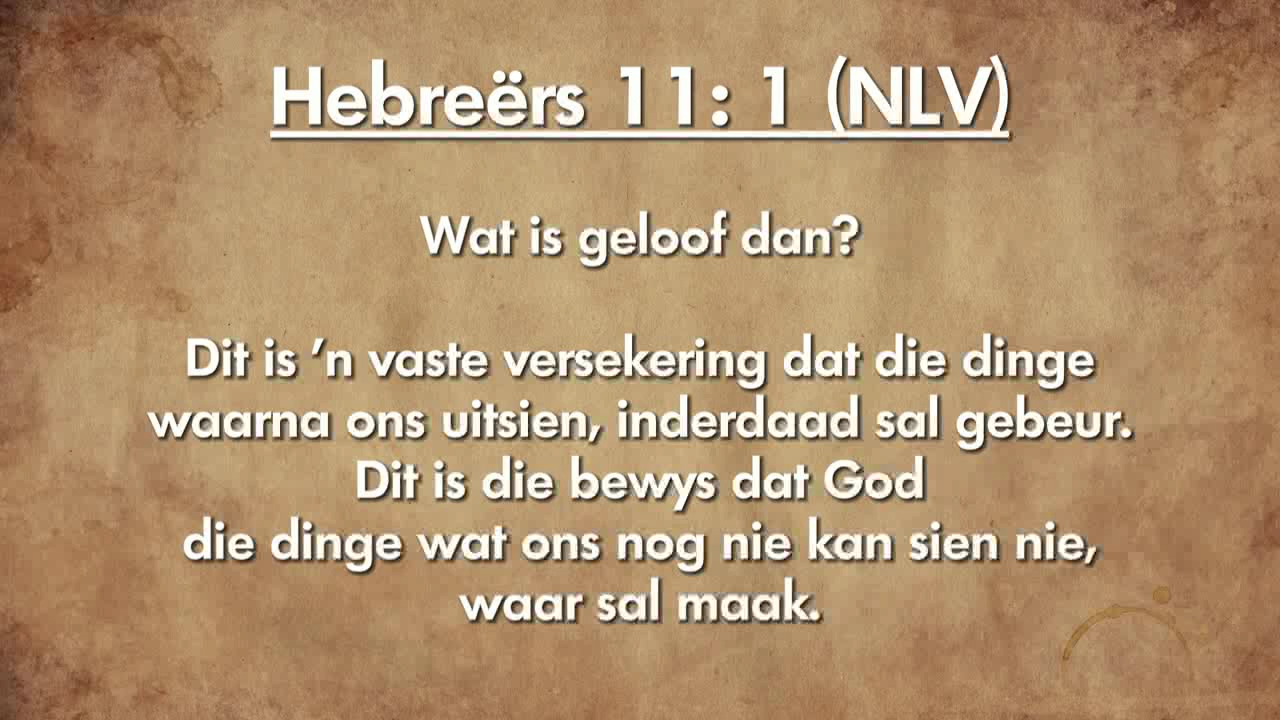 Hebreërs 11: 1 (NLV)
Wat is geloof dan?
Dit is ’n vaste versekering dat die dinge
waarna ons uitsien, inderdaad sal gebeur.
Dit is die bewys dat God
die dinge wat ons nog nie kan sien nie,
waar sal maak.